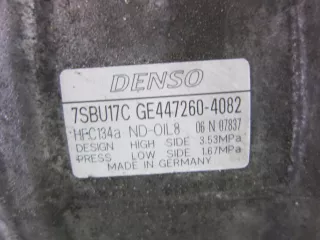 DENSO
7SBU17C GE447260-4082
HFC134a ND-OIL8 06 N 07837
DESIGN HIGH SIDE 3.53MPa
PRESS LOW SIDE 1.67MPa
MADE IN GERMANY